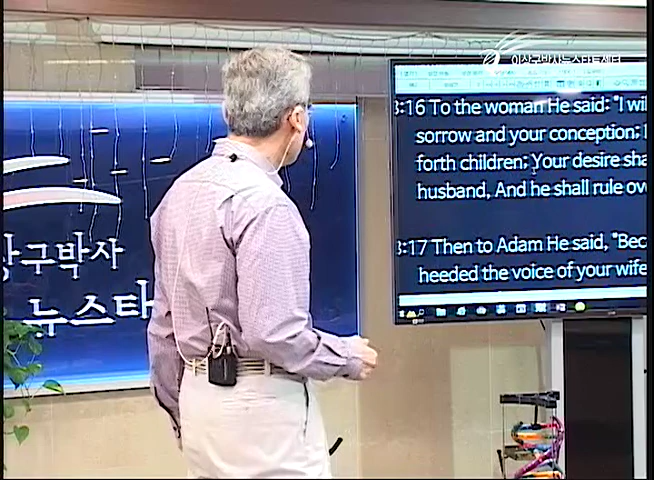 이상구박사뉴스타트센터
3:16 To the woman He said: "I wil
sorrow and your conception; I
forth children; Your desire sha
husband, And he shall rule ov
3:17 Then to Adam He said, "Beca
heeded the voice of your wife
상구박사
뉴스타트